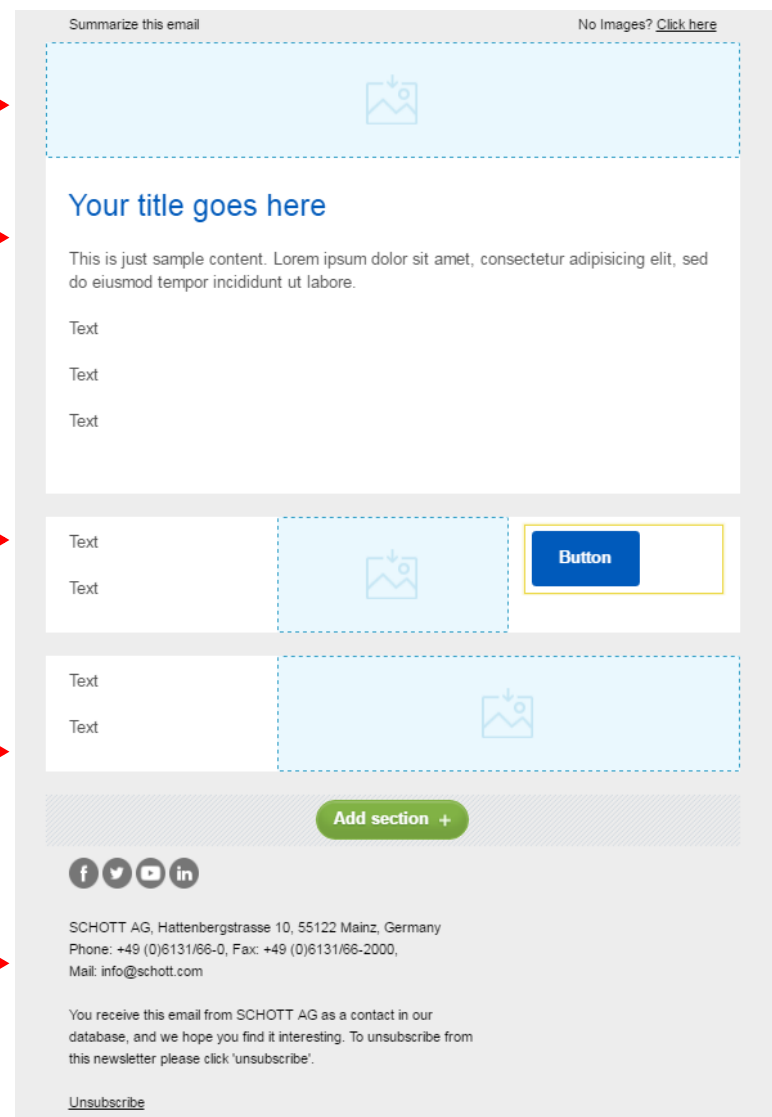 Summarize this email
No Images? Click here
Your title goes here
This is just sample content. Lorem ipsum dolor sit amet, consectetur adipisicing elit, sed
do eiusmod tempor incididunt ut labore.
Text
Text
Text
Text
Text
Button
Text
Text
Add section +
SCHOTT AG, Hattenbergstrasse 10, 55122 Mainz, Germany
Phone: +49 (0)6131/66-0, Fax: +49 (0)6131/66-2000,
Mail: info@schott.com
You receive this email from SCHOTT AG as a contact in our
database, and we hope you find it interesting. To unsubscribe from
this newsletter please click 'unsubscribe'.
Unsubscribe